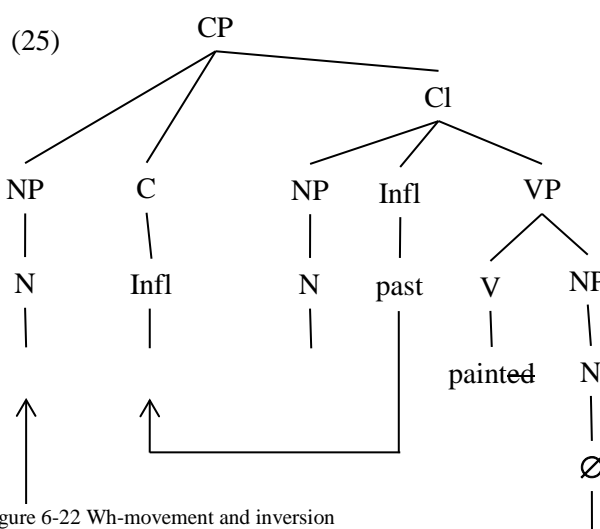 CP
(25)
Cl
NP C NP Infl VP
N Infl N past V NP
painted N
∅
gure 6-22 Wh-movement and inversion